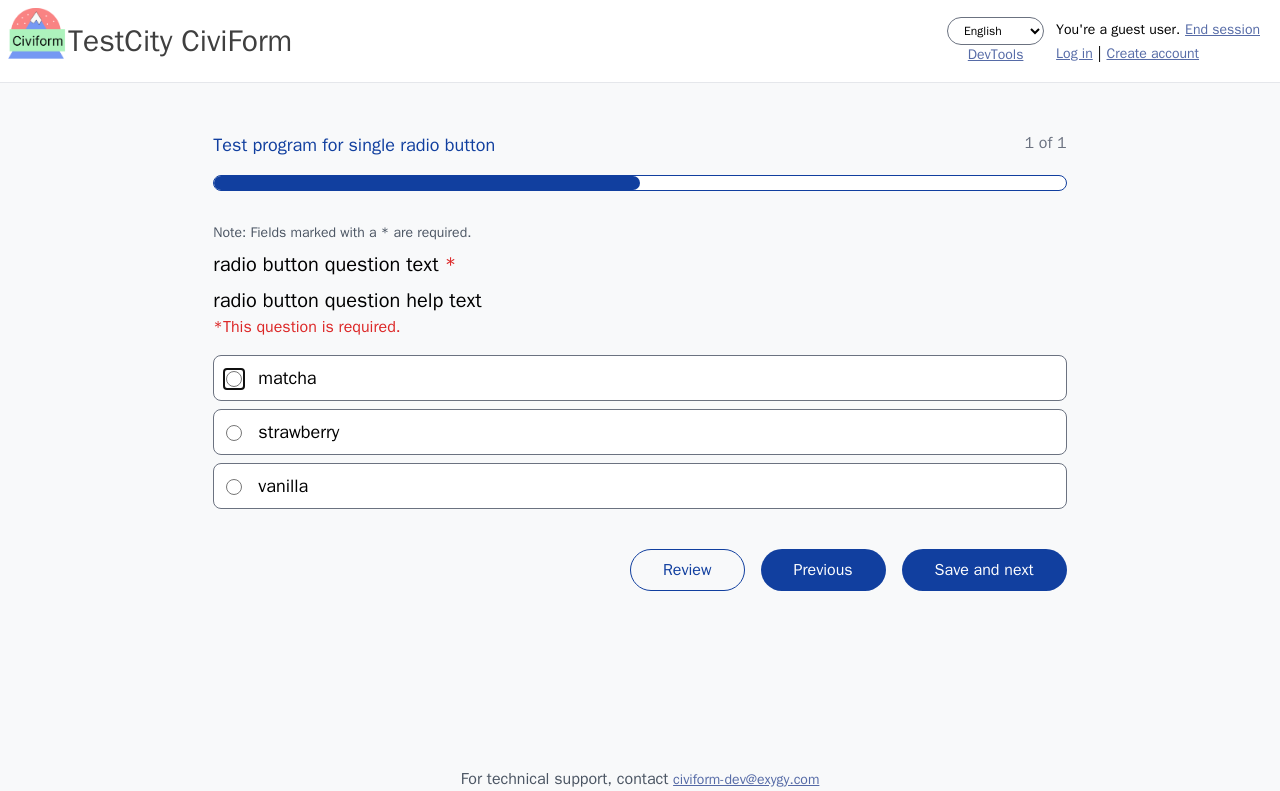 Civiform
TestCity CiviForm
English
DevTools
You're a guest user. End session
Log in | Create account
Test program for single radio button
1 of 1
Note: Fields marked with a * are required.
radio button question text *
radio button question help text
*This question is required.
matcha
strawberry
vanilla
Review
Previous
Save and next
For technical support, contact civiform-dev@exygy.com